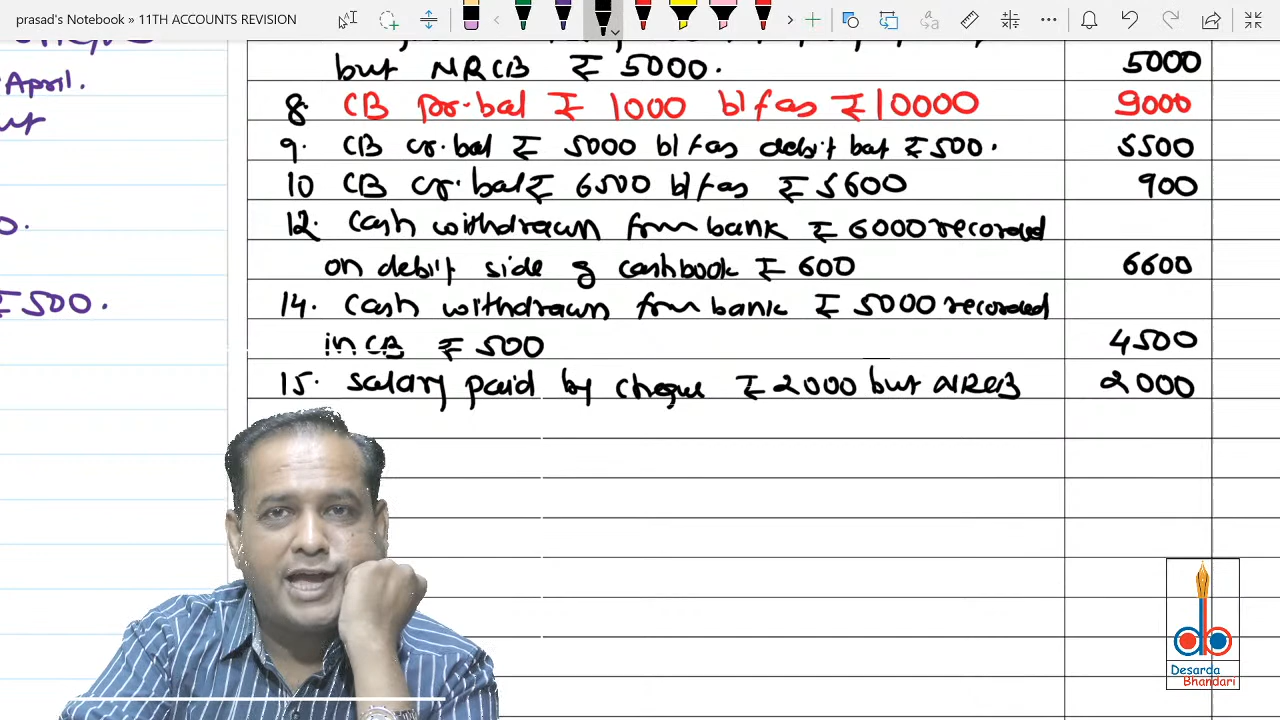 prasad's Notebook » 11TH ACCOUNTS REVISION
April.
but NRCB ₹ 5000. 5000
8. CB Dr. bal ₹ 1000 b/f as ₹ 10000 9000
9. CB cr. bal ₹ 5000 b/f as debit bal ₹ 500. 5500
10 CB cr. bal ₹ 6500 b/f as ₹ 5600 900
12. Cash withdrawn from bank ₹ 6000 recorded
on debit side of cashbook ₹ 600 6600
14. Cash withdrawn from bank ₹ 5000 recorded
₹ 500.
in CB ₹ 500 4500
15. Salary paid by cheque ₹ 2000 but NRCB 2000
db
Desarda
Bhandari